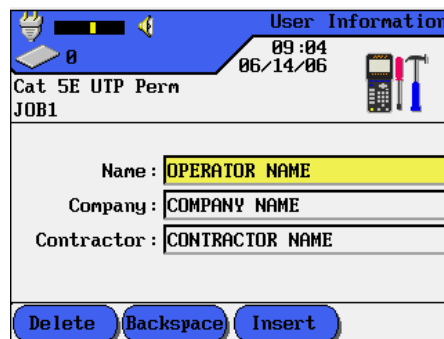 User Information
0
09:04
06/14/06
Cat 5E UTP Perm
JOB1
Name: OPERATOR NAME
Company: COMPANY NAME
Contractor: CONTRACTOR NAME
Delete Backspace Insert